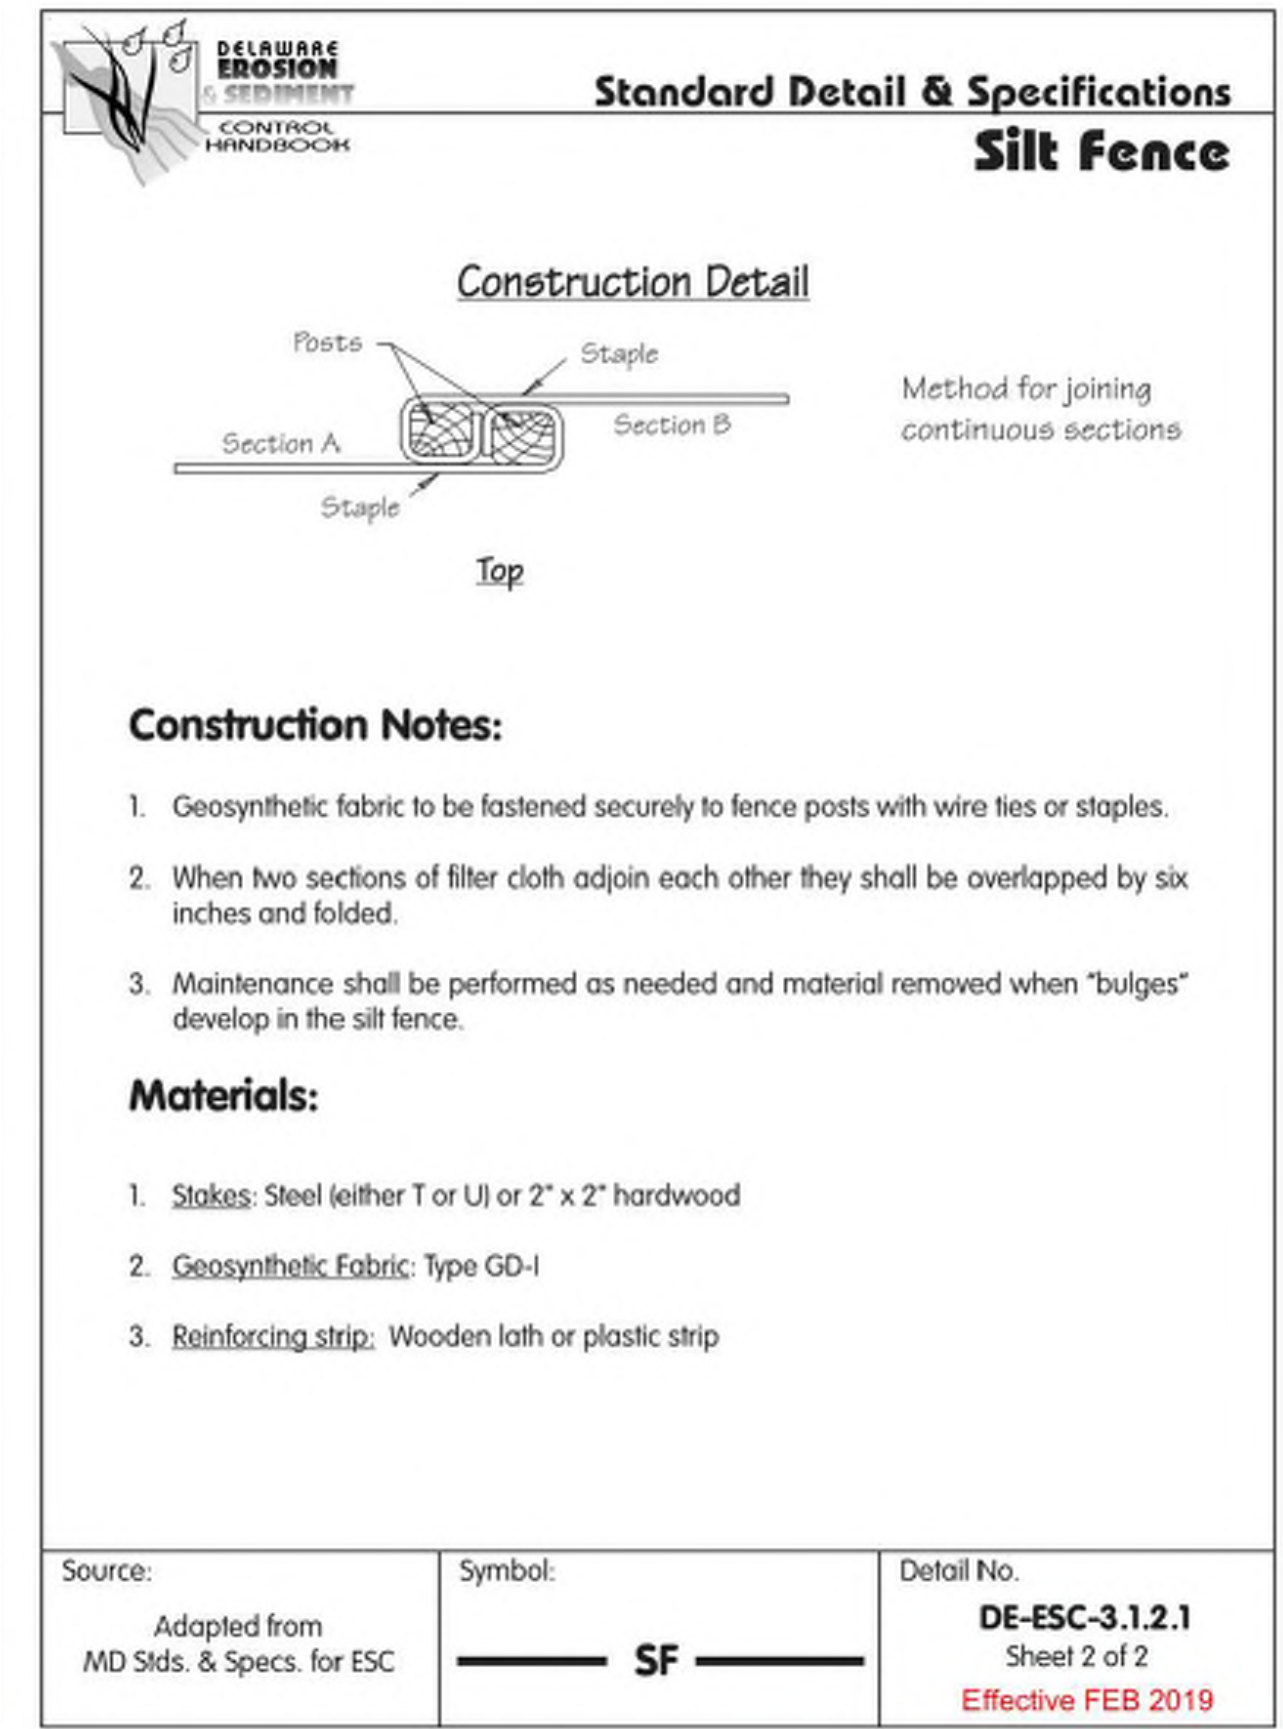 DELAWARE
EROSION
& SEDIMENT
CONTROL
HANDBOOK
Standard Detail & Specifications
Silt Fence
Construction Detail
Posts
Staple
Section A
Section B
Staple
Method for joining
continuous sections
Top
Construction Notes:
1. Geosynthetic fabric to be fastened securely to fence posts with wire ties or staples.
2. When two sections of filter cloth adjoin each other they shall be overlapped by six
inches and folded.
3. Maintenance shall be performed as needed and material removed when "bulges"
develop in the silt fence.
Materials:
1. Stakes: Steel (either T or U) or 2" x 2" hardwood
2. Geosynthetic Fabric: Type GD-I
3. Reinforcing strip: Wooden lath or plastic strip
Source:
Adapted from
MD Stds. & Specs. for ESC
Symbol:
SF
Detail No.
DE-ESC-3.1.2.1
Sheet 2 of 2
Effective FEB 2019